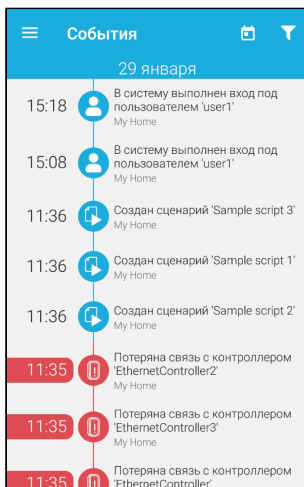 События
29 января
15:18
В систему выполнен вход под
пользователем 'user1'
My Home
15:08
В систему выполнен вход под
пользователем 'user1'
My Home
11:36
Создан сценарий 'Sample script 3'
My Home
11:36
Создан сценарий 'Sample script 1'
My Home
11:36
Создан сценарий 'Sample script 2'
My Home
11:35
Потеряна связь с контроллером
'EthernetController2'
My Home
11:35
Потеряна связь с контроллером
'EthernetController3'
My Home
11:35
Потеряна связь с контроллером
'EthernetController'